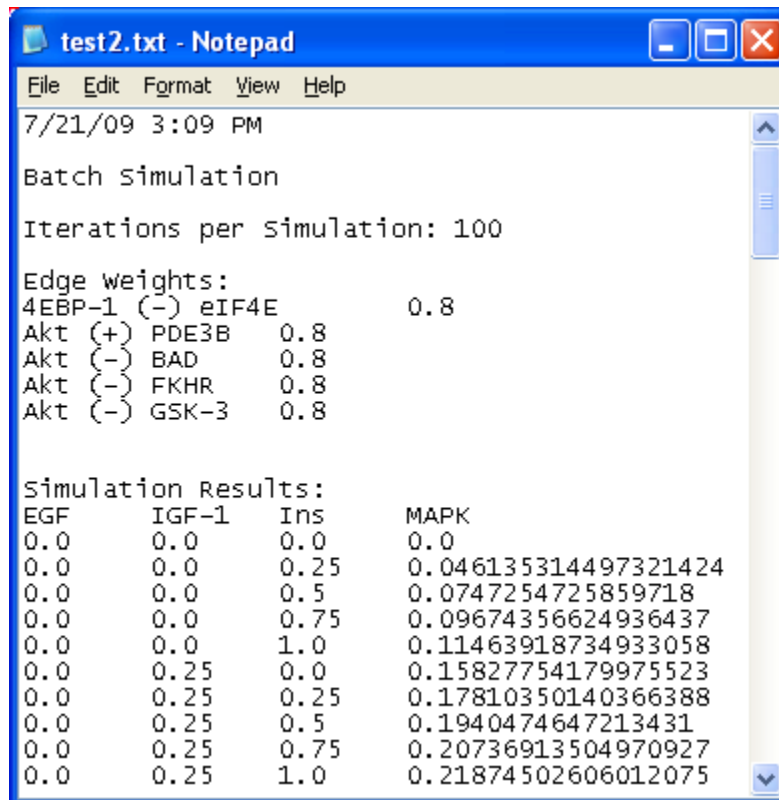 test2.txt - Notepad
File Edit Format View Help
7/21/09 3:09 PM
Batch Simulation
Iterations per Simulation: 100
Edge Weights:
4EBP-1 (-) eIF4E 0.8
Akt (+) PDE3B 0.8
Akt (-) BAD 0.8
Akt (-) FKHR 0.8
Akt (-) GSK-3 0.8
Simulation Results:
EGF IGF-1 Ins MAPK
0.0 0.0 0.0 0.0
0.0 0.0 0.25 0.046135314497321424
0.0 0.0 0.5 0.0747254725859718
0.0 0.0 0.75 0.09674356624936437
0.0 0.0 1.0 0.11463918734933058
0.0 0.25 0.0 0.15827754179975523
0.0 0.25 0.25 0.17810350140366388
0.0 0.25 0.5 0.1940474647213431
0.0 0.25 0.75 0.20736913504970927
0.0 0.25 1.0 0.21874502606012075